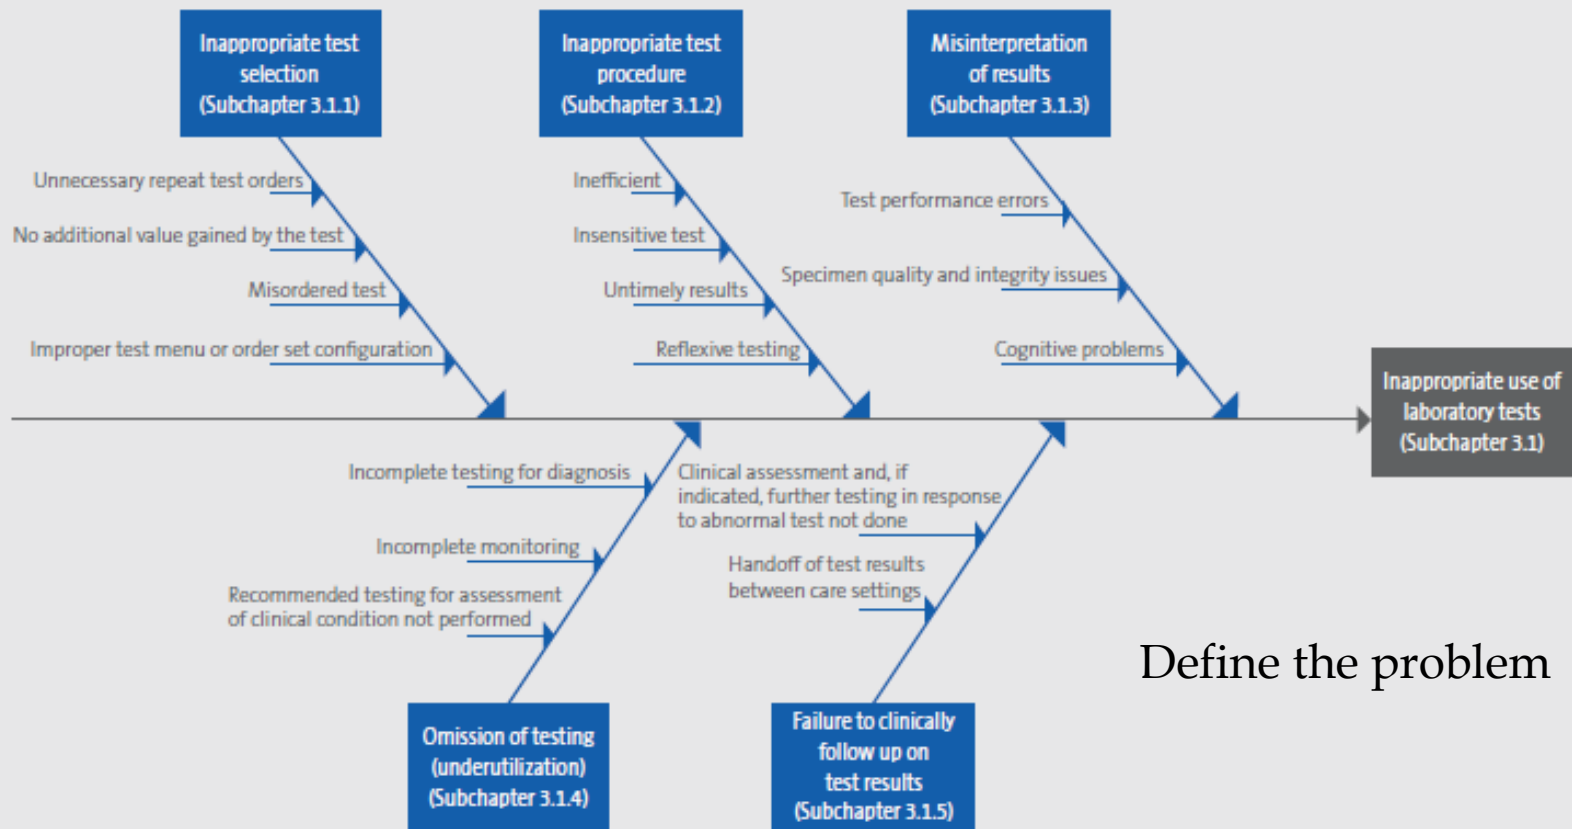 Inappropriate test
selection
(Subchapter 3.1.1)
Inappropriate test
procedure
(Subchapter 3.1.2)
Misinterpretation
of results
(Subchapter 3.1.3)
Unnecessary repeat test orders
No additional value gained by the test
Misordered test
Improper test menu or order set configuration
Inefficient
Insensitive test
Untimely results
Reflexive testing
Test performance errors
Specimen quality and integrity issues
Cognitive problems
Inappropriate use of
laboratory tests
(Subchapter 3.1)
Incomplete testing for diagnosis
Incomplete monitoring
Recommended testing for assessment
of clinical condition not performed
Clinical assessment and, if
indicated, further testing in response
to abnormal test not done
Handoff of test results
between care settings
Define the problem
Omission of testing
(underutilization)
(Subchapter 3.1.4)
Failure to clinically
follow up on
test results
(Subchapter 3.1.5)